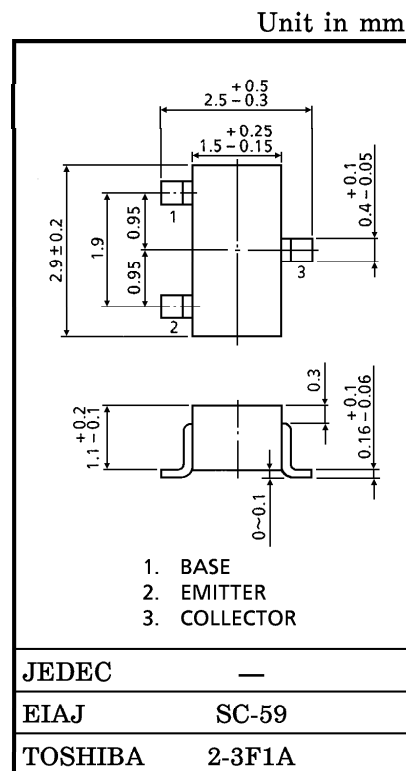 Unit in mm
+0.5
2.5−0.3
+0.25
1.5−0.15
2.9±0.2
1.9
0.95
0.95
+0.1
0.4−0.05
1
2
3
+0.2
1.1−0.1
0.3
+0.1
0.16−0.06
0~0.1
1. BASE
2. EMITTER
3. COLLECTOR
JEDEC —
EIAJ SC-59
TOSHIBA 2-3F1A